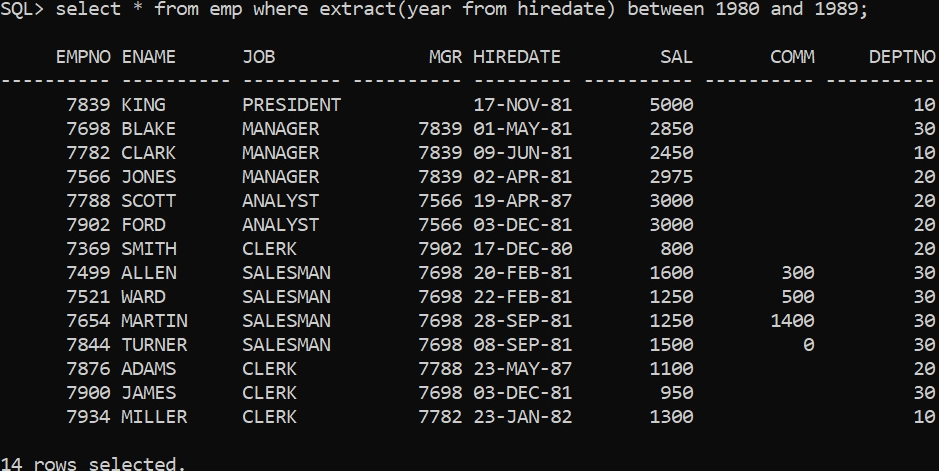 SQL> select * from emp where extract(year from hiredate) between 1980 and 1989;
     EMPNO ENAME      JOB              MGR HIREDATE         SAL       COMM     DEPTNO
---------- ---------- --------- ---------- --------- ---------- ---------- ----------
      7839 KING       PRESIDENT            17-NOV-81       5000                    10
      7698 BLAKE      MANAGER         7839 01-MAY-81       2850                    30
      7782 CLARK      MANAGER         7839 09-JUN-81       2450                    10
      7566 JONES      MANAGER         7839 02-APR-81       2975                    20
      7788 SCOTT      ANALYST         7566 19-APR-87       3000                    20
      7902 FORD       ANALYST         7566 03-DEC-81       3000                    20
      7369 SMITH      CLERK           7902 17-DEC-80        800                    20
      7499 ALLEN      SALESMAN        7698 20-FEB-81       1600        300         30
      7521 WARD       SALESMAN        7698 22-FEB-81       1250        500         30
      7654 MARTIN     SALESMAN        7698 28-SEP-81       1250       1400         30
      7844 TURNER     SALESMAN        7698 08-SEP-81       1500          0         30
      7876 ADAMS      CLERK           7788 23-MAY-87       1100                    20
      7900 JAMES      CLERK           7698 03-DEC-81        950                    30
      7934 MILLER     CLERK           7782 23-JAN-82       1300                    10
14 rows selected.